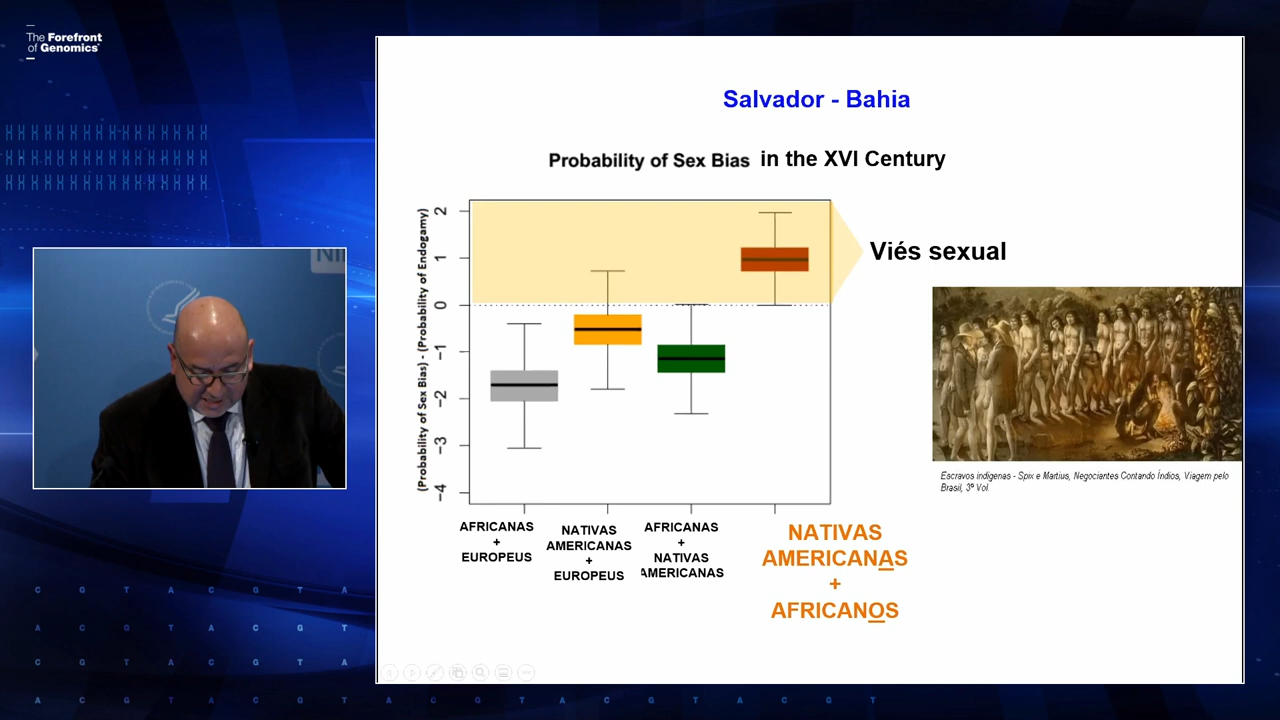 The Forefront
of Genomics
Salvador - Bahia
Probability of Sex Bias in the XVI Century
(Probability of Sex Bias) - (Probability of Endogamy)
2
1
0
−1
−2
−3
−4
Viés sexual
Escravos indígenas - Spix e Martius, Negociantes Contando Índios, Viagem pelo
Brasil, 3º Vol.
AFRICANAS
+
EUROPEUS
NATIVAS
AMERICANAS
+
EUROPEUS
AFRICANAS
+
NATIVAS
AMERICANAS
NATIVAS
AMERICANAS
+
AFRICANOS
C G T A C G T A
A C G T A C G T
C G T A C G T A
A C G T A C G T A C G T A C G T A C G T